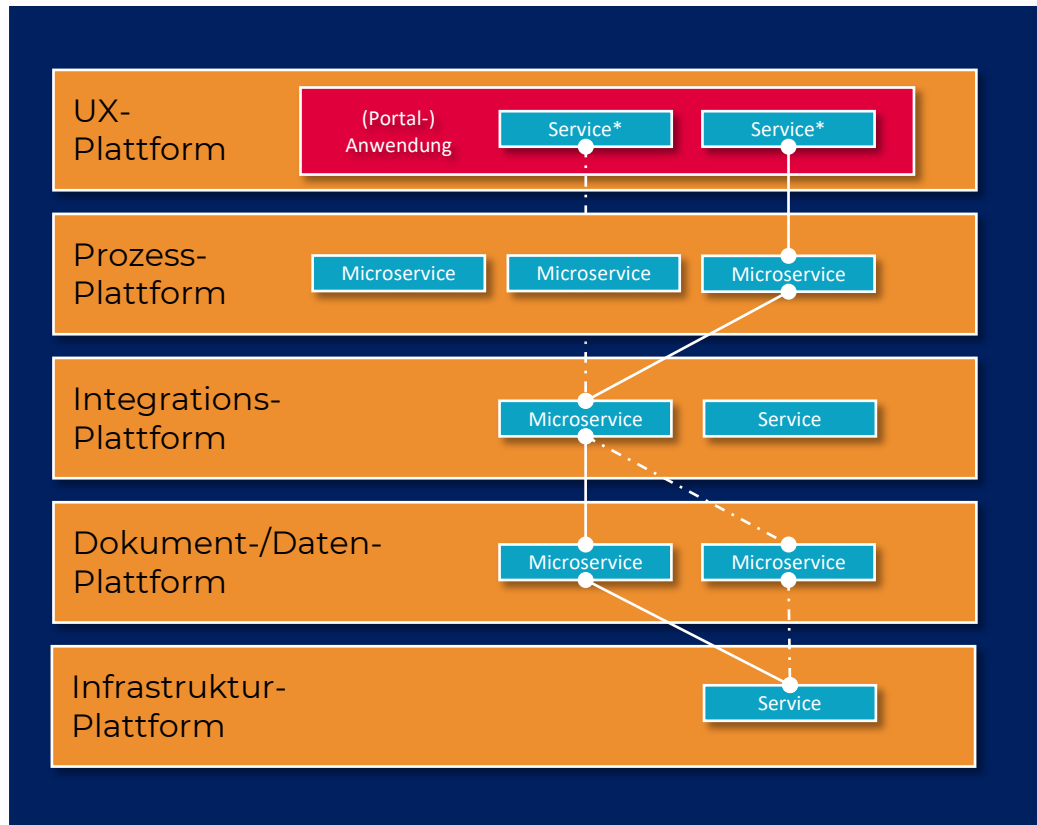 UX-
Plattform
(Portal-)
Anwendung
Service*
Service*
Prozess-
Plattform
Microservice
Microservice
Microservice
Integrations-
Plattform
Microservice
Service
Dokument-/Daten-
Plattform
Microservice
Microservice
Infrastruktur-
Plattform
Service